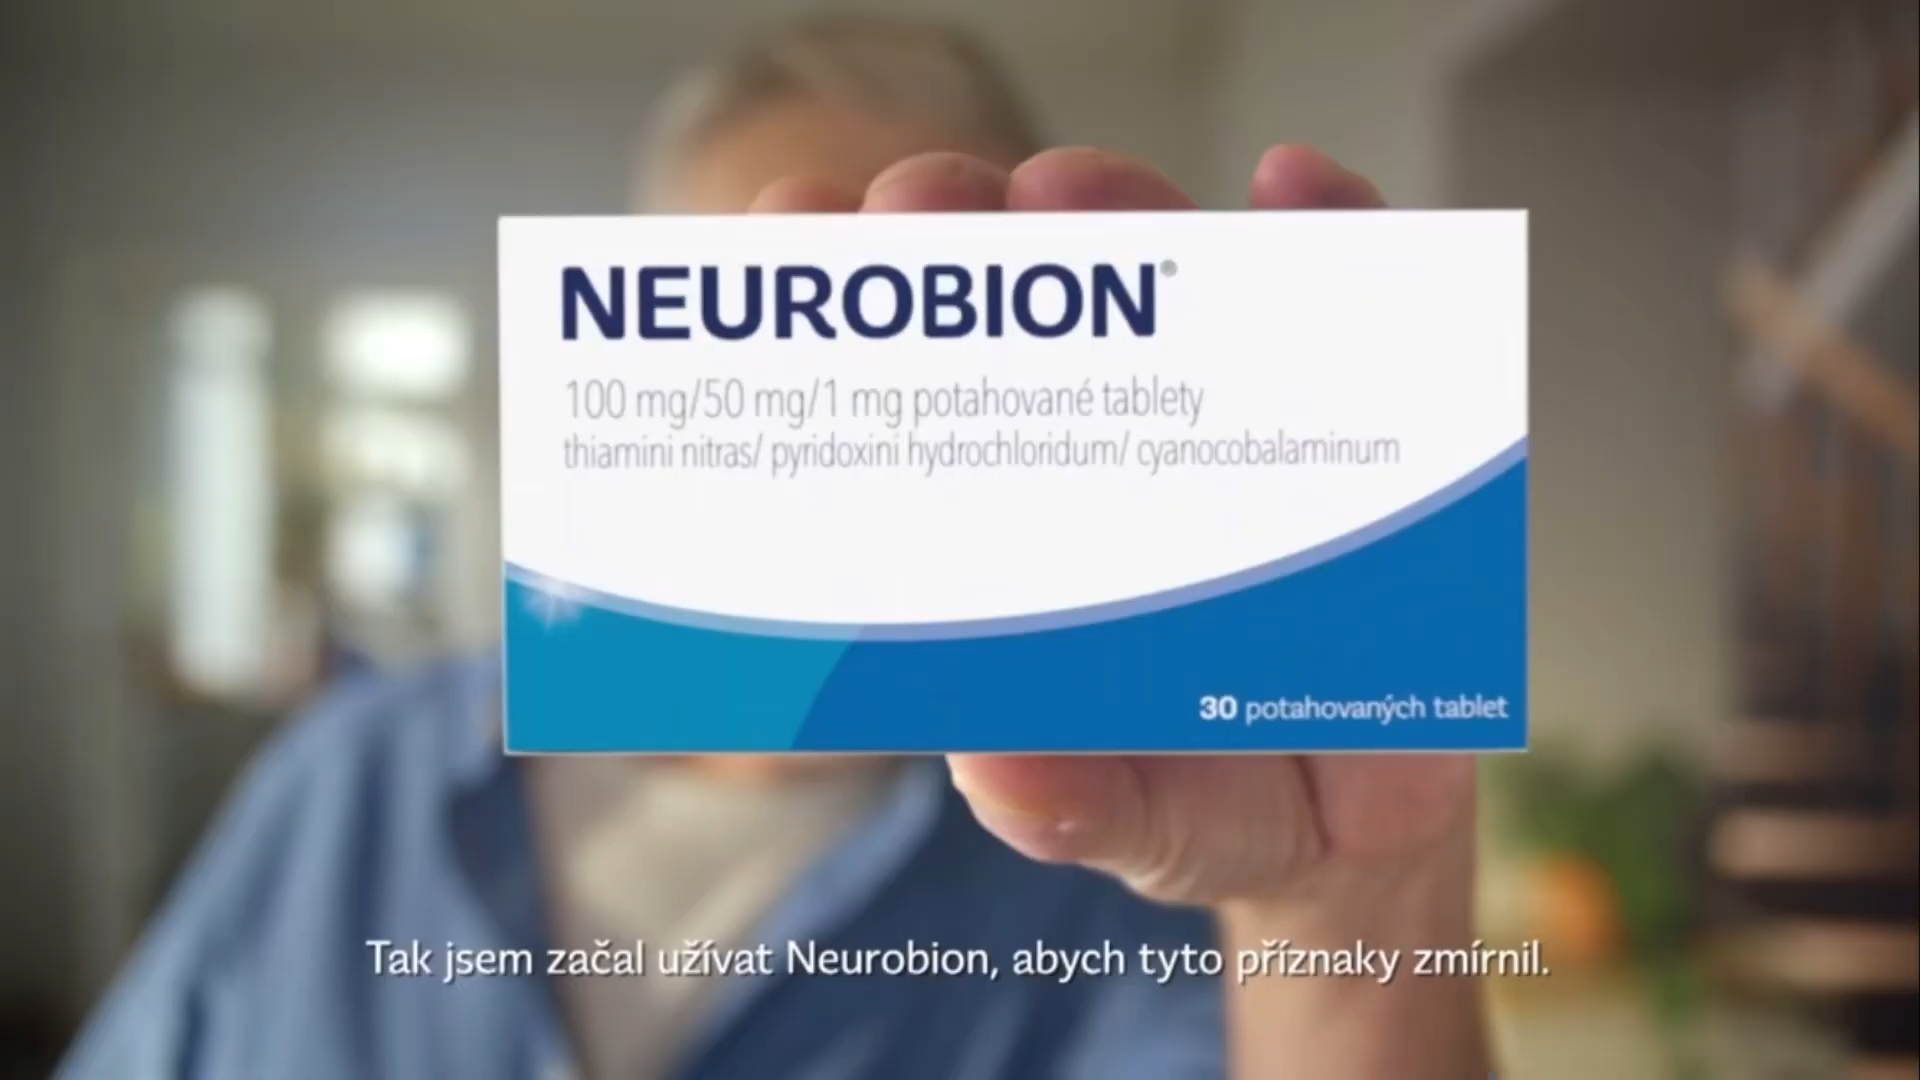 NEUROBION®
100 mg/50 mg/1 mg potahované tablety
thiamini nitras/ pyridoxini hydrochloridum/ cyanocobalaminum
30 potahovaných tablet
Tak jsem začal užívat Neurobion, abych tyto příznaky zmírnil.